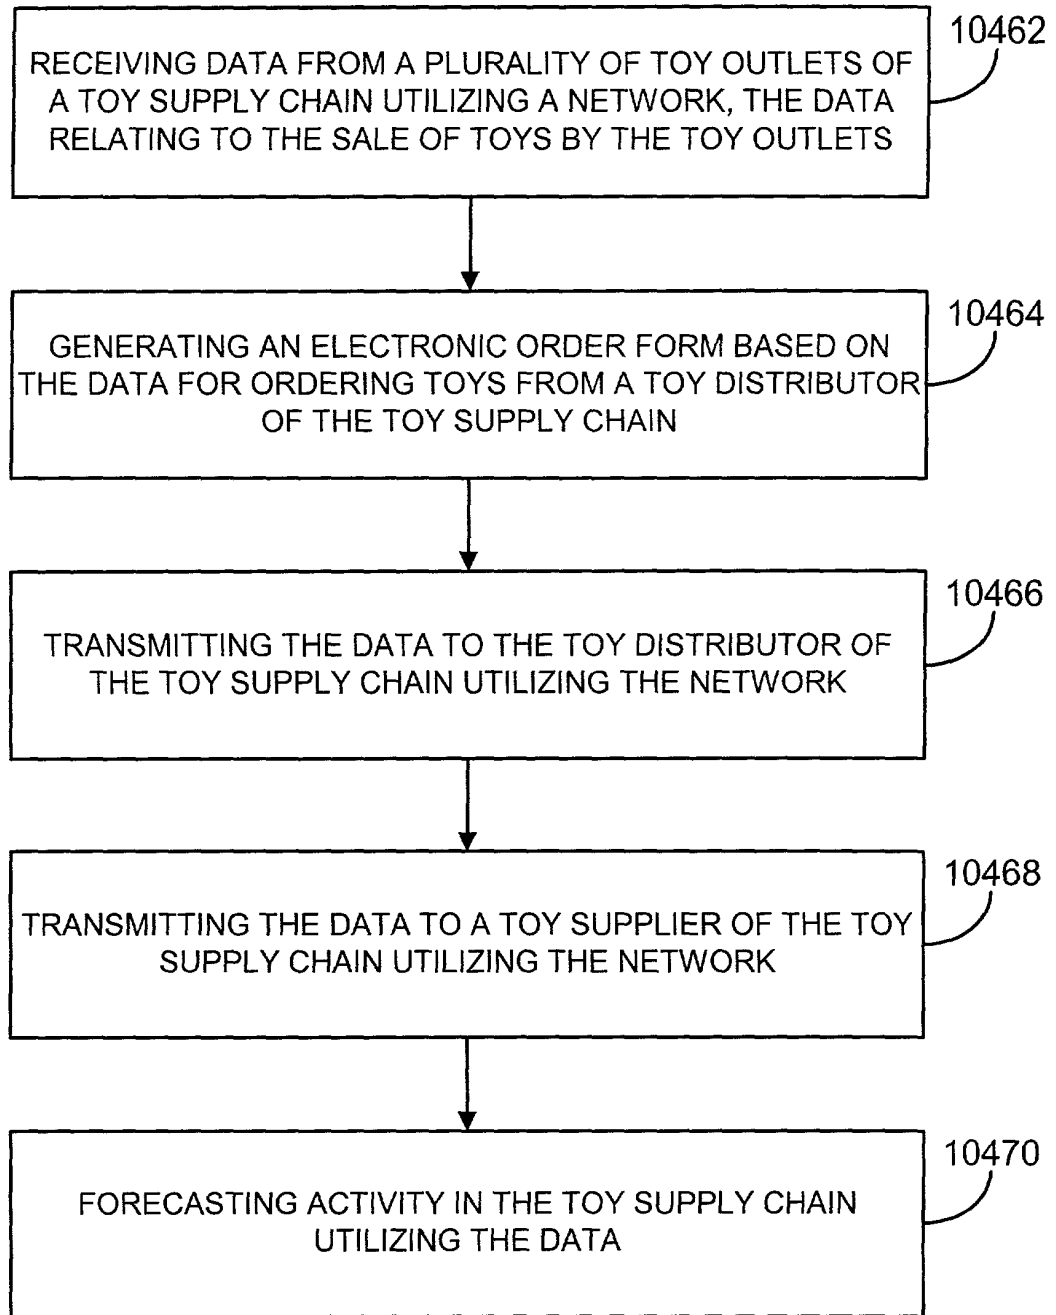 10462
RECEIVING DATA FROM A PLURALITY OF TOY OUTLETS OF
A TOY SUPPLY CHAIN UTILIZING A NETWORK, THE DATA
RELATING TO THE SALE OF TOYS BY THE TOY OUTLETS
10464
GENERATING AN ELECTRONIC ORDER FORM BASED ON
THE DATA FOR ORDERING TOYS FROM A TOY DISTRIBUTOR
OF THE TOY SUPPLY CHAIN
10466
TRANSMITTING THE DATA TO THE TOY DISTRIBUTOR OF
THE TOY SUPPLY CHAIN UTILIZING THE NETWORK
10468
TRANSMITTING THE DATA TO A TOY SUPPLIER OF THE TOY
SUPPLY CHAIN UTILIZING THE NETWORK
10470
FORECASTING ACTIVITY IN THE TOY SUPPLY CHAIN
UTILIZING THE DATA